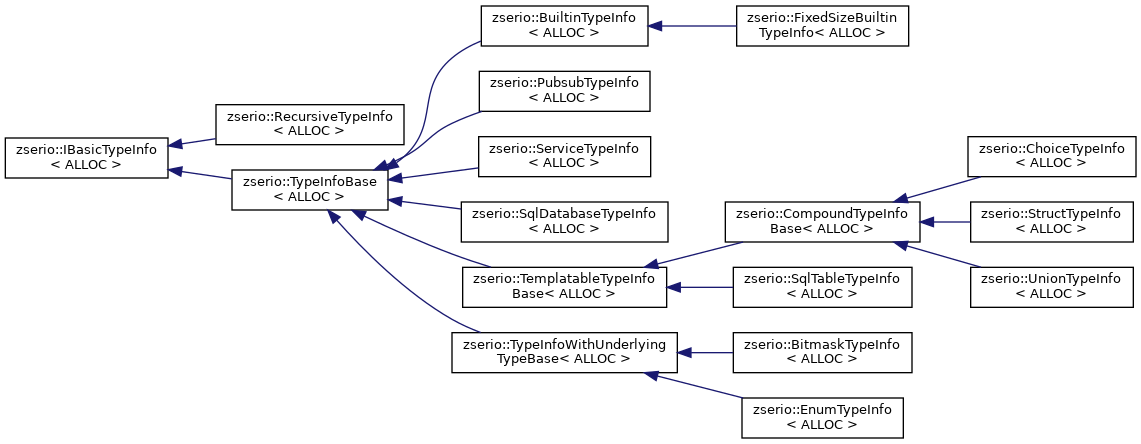 zserio::BuiltinTypeInfo
< ALLOC >
zserio::FixedSizeBuiltin
TypeInfo< ALLOC >
zserio::PubsubTypeInfo
< ALLOC >
zserio::RecursiveTypeInfo
< ALLOC >
zserio::IBasicTypeInfo
< ALLOC >
zserio::ServiceTypeInfo
< ALLOC >
zserio::ChoiceTypeInfo
< ALLOC >
zserio::TypeInfoBase
< ALLOC >
zserio::SqlDatabaseTypeInfo
< ALLOC >
zserio::CompoundTypeInfo
Base< ALLOC >
zserio::StructTypeInfo
< ALLOC >
zserio::TemplatableTypeInfo
Base< ALLOC >
zserio::SqlTableTypeInfo
< ALLOC >
zserio::UnionTypeInfo
< ALLOC >
zserio::TypeInfoWithUnderlying
TypeBase< ALLOC >
zserio::BitmaskTypeInfo
< ALLOC >
zserio::EnumTypeInfo
< ALLOC >